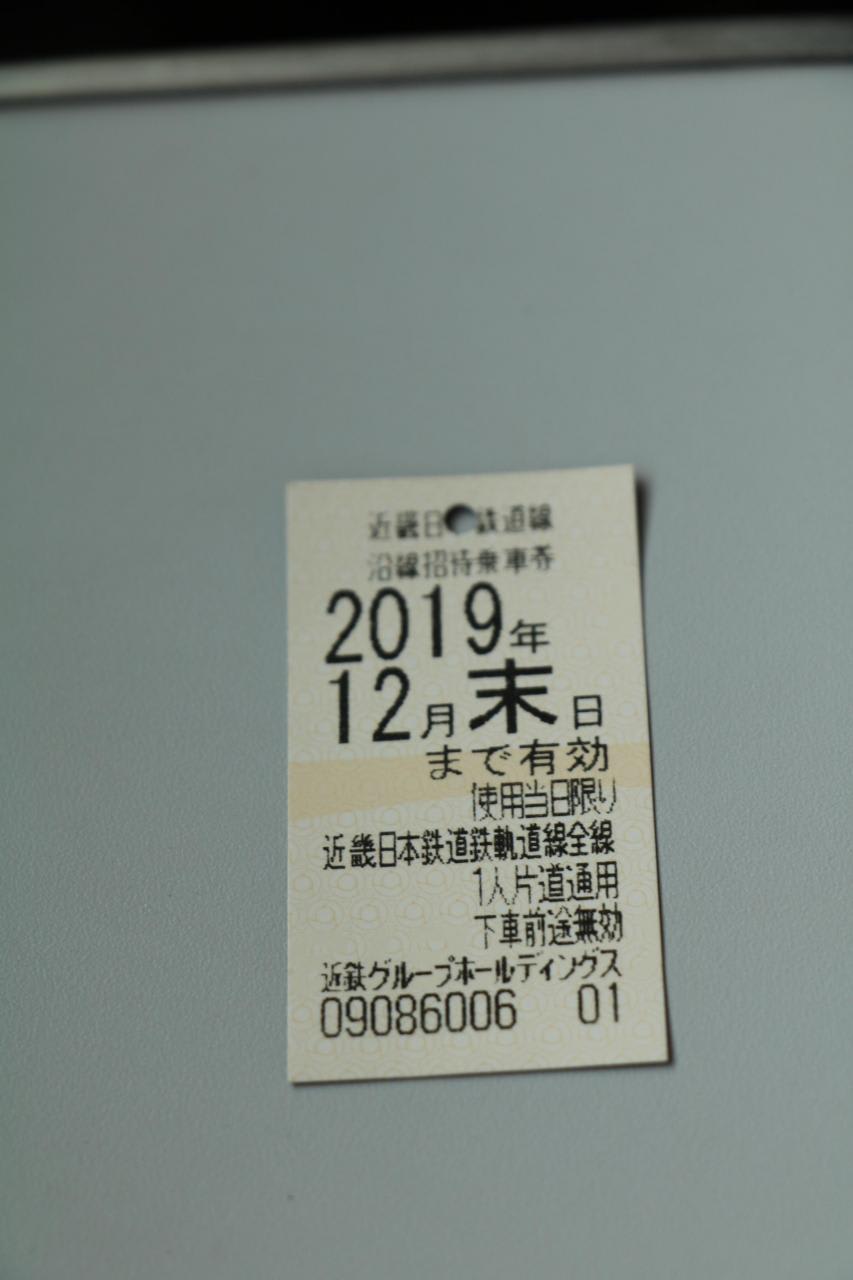 近畿日 鉄道線
沿線招待乗車券
2019年
12月末日
まで有効
使用当日限り
近畿日本鉄道鉄軌道線全線
1人片道通用
下車前途無効
近鉄グループホールディングス
09086006 01